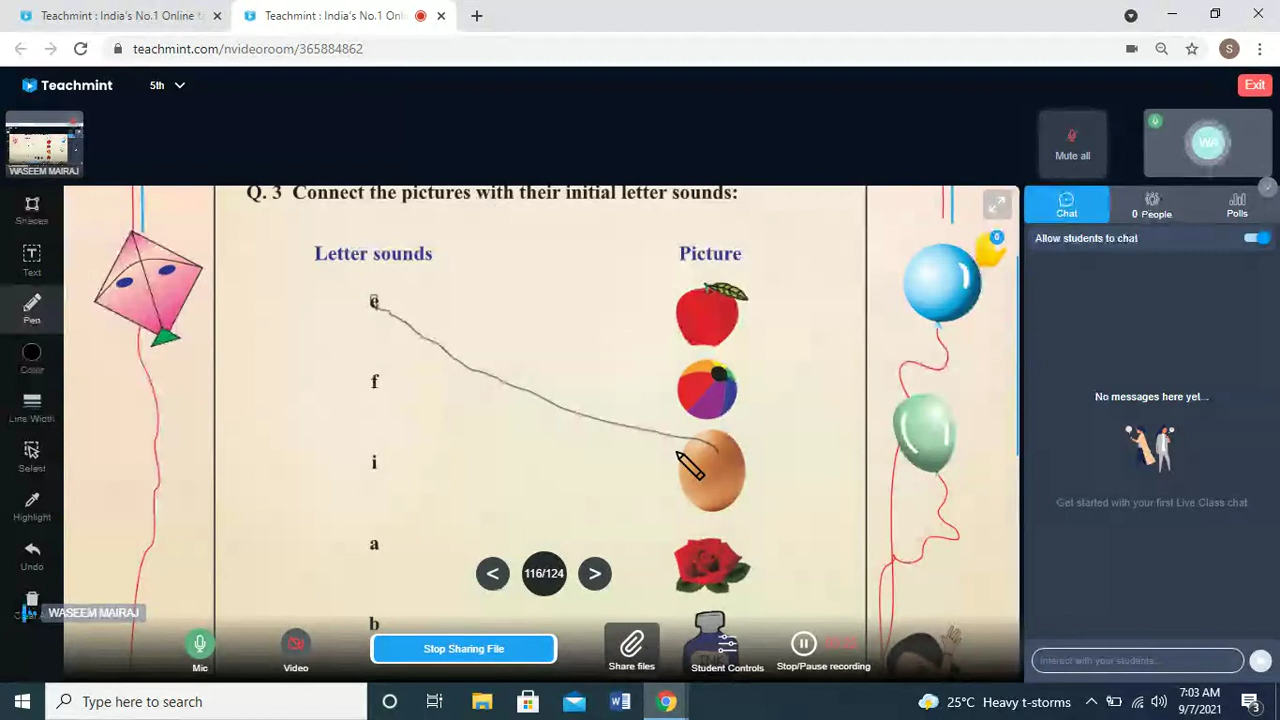 Teachmint : India's No.1 Online t
Teachmint : India's No.1 Onl
teachmint.com/nvideoroom/365884862
S
Teachmint
5th
Exit
WASEEM MAIRAJ
Mute all
WA
Shapes
Text
Pen
Color
Line Width
Select
Highlight
Undo
Q. 3 Connect the pictures with their initial letter sounds:
Letter sounds
Picture
e
f
i
a
b
0
116/124
WASEEM MAIRAJ
Chat
0 People
Polls
Allow students to chat
No messages here yet...
Get started with your first Live Class chat
Interact with your students...
Mic
Video
Stop Sharing File
Share files
Student Controls
Stop/Pause recording
Type here to search
25°C Heavy t-storms
7:03 AM
9/7/2021
3